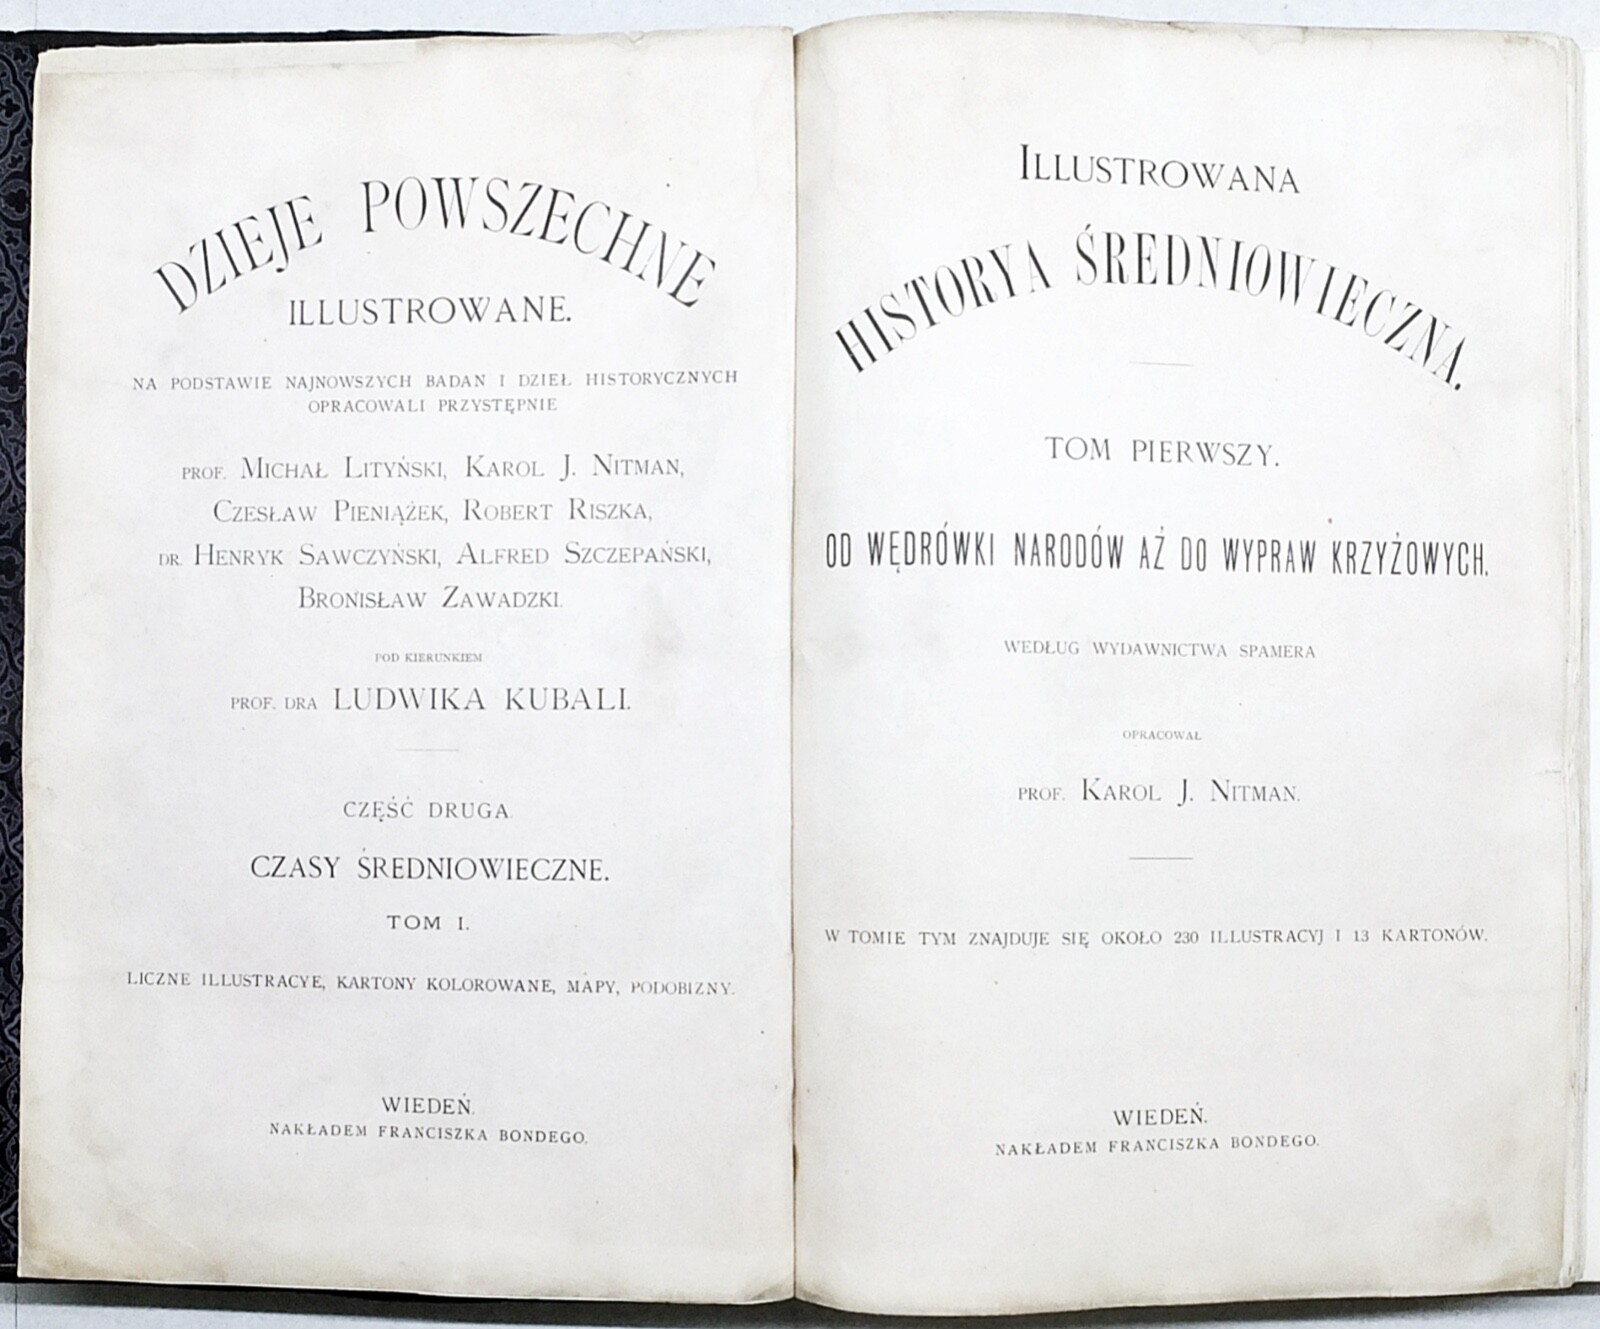 DZIEJE POWSZECHNE
ILLUSTROWANE.
NA PODSTAWIE NAJNOWSZYCH BADAN I DZIEŁ HISTORYCZNYCH
OPRACOWALI PRZYSTĘPNIE
PROF. MICHAŁ LITYŃSKI, KAROL J. NITMAN,
CZESŁAW PIENIĄŻEK, ROBERT RISZKA,
DR. HENRYK SAWCZYŃSKI, ALFRED SZCZEPAŃSKI,
BRONISŁAW ZAWADZKI.
POD KIERUNKIEM
PROF. DRA LUDWIKA KUBALI.
CZĘŚĆ DRUGA.
CZASY ŚREDNIOWIECZNE.
TOM I.
LICZNE ILLUSTRACYE, KARTONY KOLOROWANE, MAPY, PODOBIZNY.
WIEDEŃ.
NAKŁADEM FRANCISZKA BONDEGO.
ILLUSTROWANA
HISTORYA ŚREDNIOWIECZNA.
TOM PIERWSZY.
OD WĘDRÓWKI NARODÓW AŻ DO WYPRAW KRZYŻOWYCH.
WEDŁUG WYDAWNICTWA SPAMERA
OPRACOWAŁ
PROF. KAROL J. NITMAN.
W TOMIE TYM ZNAJDUJE SIĘ OKOŁO 230 ILLUSTRACYJ I 13 KARTONÓW.
WIEDEŃ.
NAKŁADEM FRANCISZKA BONDEGO.